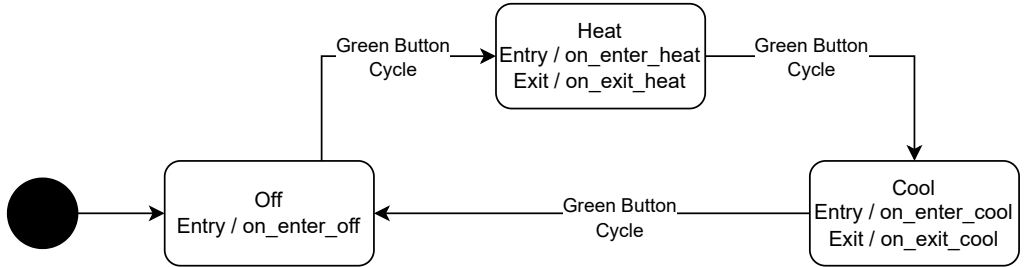 Heat
Entry / on_enter_heat
Exit / on_exit_heat
Green Button
Cycle
Green Button
Cycle
Off
Entry / on_enter_off
Green Button
Cycle
Cool
Entry / on_enter_cool
Exit / on_exit_cool